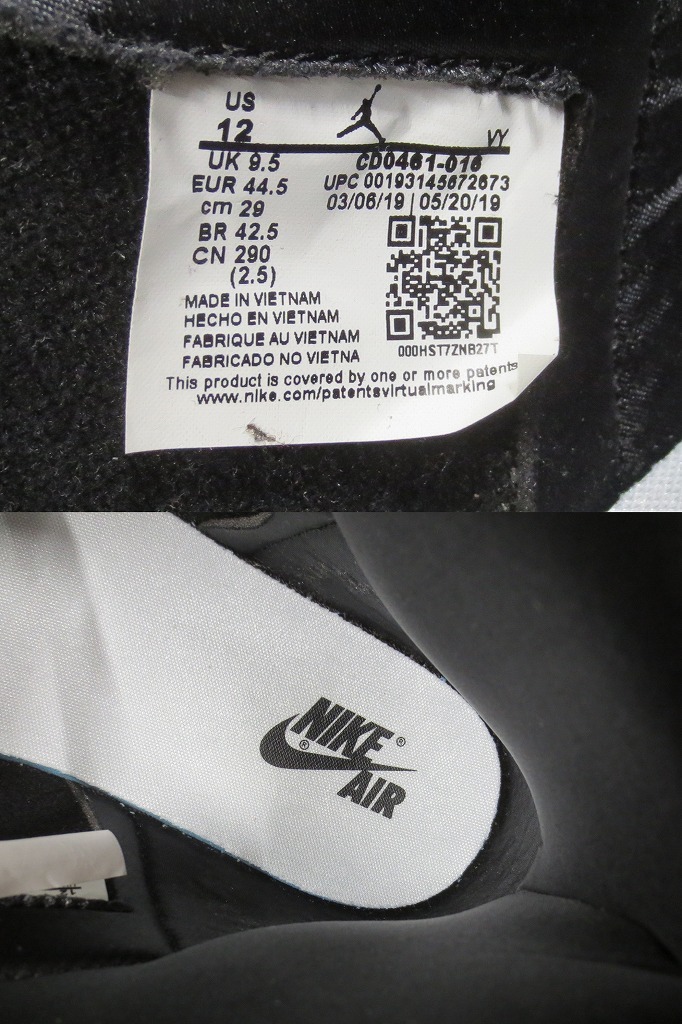 US
12
VY
UK 9.5
EUR 44.5
cm 29
BR 42.5
CN 290
(2.5)
CD0461-016
UPC 00193145672673
03/06/19 | 05/20/19
000HST7ZNB27T
MADE IN VIETNAM
HECHO EN VIETNAM
FABRIQUE AU VIETNAM
FABRICADO NO VIETNA
This product is covered by one or more patents
www.nike.com/patentsvirtualmarking
NIKE®
®
AIR